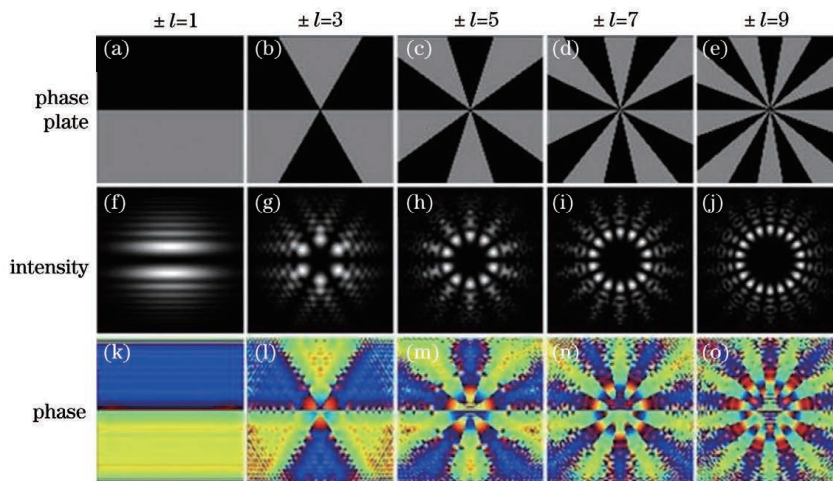 ± l=1 ± l=3 ± l=5 ± l=7 ± l=9
(a) (b) (c) (d) (e)
phase
plate
(f) (g) (h) (i) (j)
intensity
(k) (l) (m) (n) (o)
phase